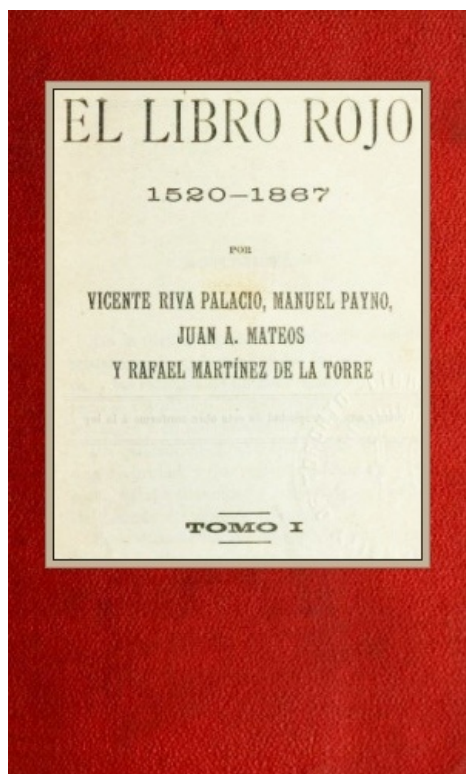 EL LIBRO ROJO
1520–1867
POR
VICENTE RIVA PALACIO, MANUEL PAYNO,
JUAN A. MATEOS
Y RAFAEL MARTÍNEZ DE LA TORRE
TOMO I